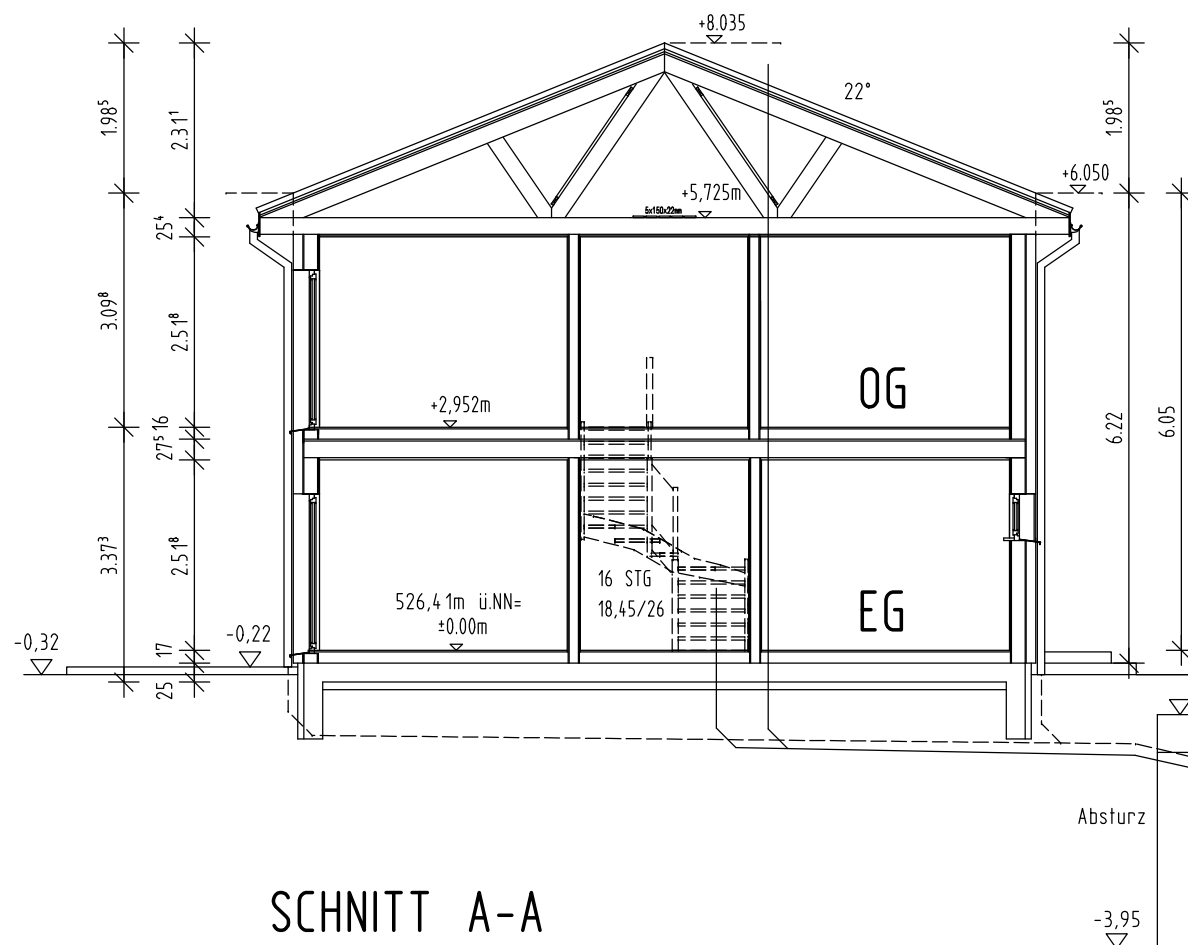 +8.035
22°
1.98⁵
2.31¹
1.98⁵
+6.050
+5,725m
5x150x22mm
25⁴
3.09⁸
2.51⁸
OG
+2,952m
16
27⁵
6.22
6.05
3.37³
2.51⁸
16 STG
18,45/26
526,41m ü.NN=
±0.00m
EG
-0,32
-0,22
17
25
Absturz
SCHNITT A-A
-3,95